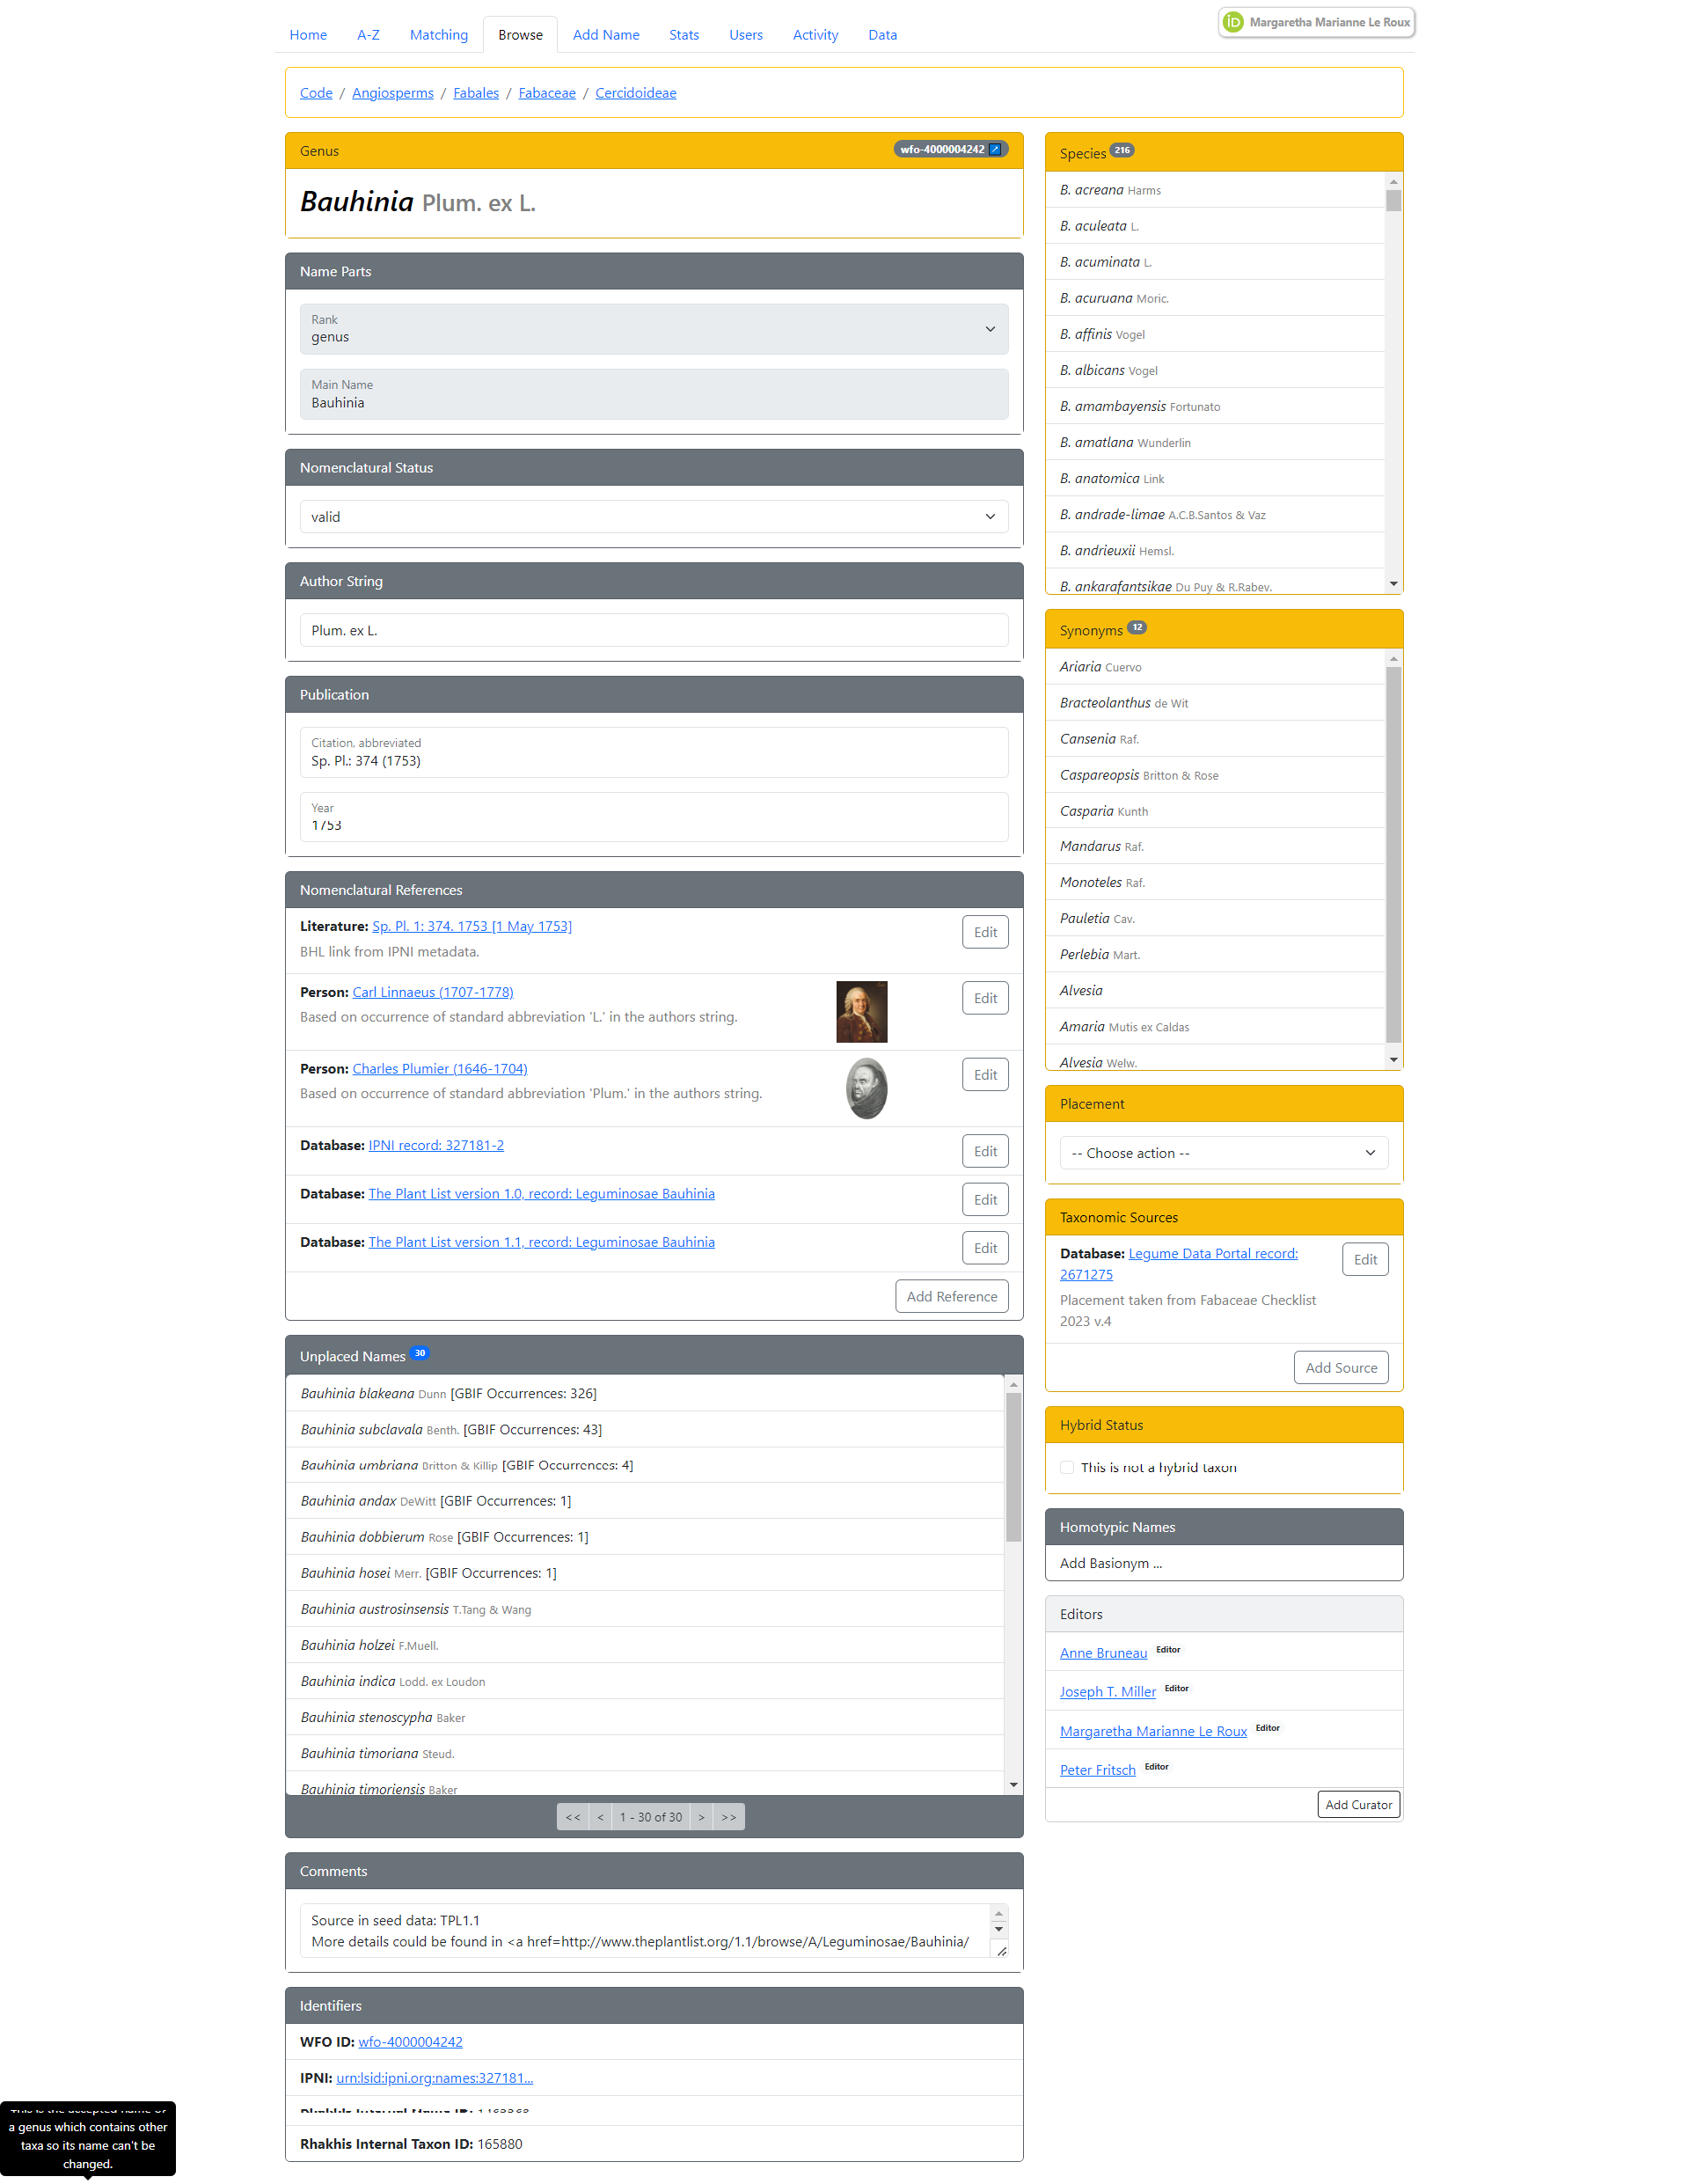 Home A-Z Matching Browse Add Name Stats Users Activity Data
iD Margaretha Marianne Le Roux
Code / Angiosperms / Fabales / Fabaceae / Cercidoideae
Genus wfo-4000004242
Bauhinia Plum. ex L.
Name Parts
Rank
genus
Main Name
Bauhinia
Nomenclatural Status
valid
Author String
Plum. ex L.
Publication
Citation, abbreviated
Sp. Pl.: 374 (1753)
Year
1753
Nomenclatural References
Literature: Sp. Pl. 1: 374. 1753 [1 May 1753] Edit
BHL link from IPNI metadata.
Person: Carl Linnaeus (1707-1778) Edit
Based on occurrence of standard abbreviation 'L.' in the authors string.
Person: Charles Plumier (1646-1704) Edit
Based on occurrence of standard abbreviation 'Plum.' in the authors string.
Database: IPNI record: 327181-2 Edit
Database: The Plant List version 1.0, record: Leguminosae Bauhinia Edit
Database: The Plant List version 1.1, record: Leguminosae Bauhinia Edit
Add Reference
Unplaced Names 30
Bauhinia blakeana Dunn [GBIF Occurrences: 326]
Bauhinia subclavala Benth. [GBIF Occurrences: 43]
Bauhinia umbriana Britton & Killip [GBIF Occurrences: 4]
Bauhinia andax DeWitt [GBIF Occurrences: 1]
Bauhinia dobbierum Rose [GBIF Occurrences: 1]
Bauhinia hosei Merr. [GBIF Occurrences: 1]
Bauhinia austrosinsensis T.Tang & Wang
Bauhinia holzei F.Muell.
Bauhinia indica Lodd. ex Loudon
Bauhinia stenoscypha Baker
Bauhinia timoriana Steud.
Bauhinia timoriensis Baker
<< < 1 - 30 of 30 > >>
Comments
Source in seed data: TPL1.1
More details could be found in <a href=http://www.theplantlist.org/1.1/browse/A/Leguminosae/Bauhinia/
Identifiers
WFO ID: wfo-4000004242
IPNI: urn:lsid:ipni.org:names:327181...
Rhakhis Internal Name ID:
Rhakhis Internal Taxon ID: 165880
Species 216
B. acreana Harms
B. aculeata L.
B. acuminata L.
B. acuruana Moric.
B. affinis Vogel
B. albicans Vogel
B. amambayensis Fortunato
B. amatlana Wunderlin
B. anatomica Link
B. andrade-limae A.C.B.Santos & Vaz
B. andrieuxii Hemsl.
B. ankarafantsikae Du Puy & R.Rabev.
Synonyms 12
Ariaria Cuervo
Bracteolanthus de Wit
Cansenia Raf.
Caspareopsis Britton & Rose
Casparia Kunth
Mandarus Raf.
Monoteles Raf.
Pauletia Cav.
Perlebia Mart.
Alvesia
Amaria Mutis ex Caldas
Alvesia Welw.
Placement
-- Choose action --
Taxonomic Sources
Database: Legume Data Portal record: Edit
2671275
Placement taken from Fabaceae Checklist
2023 v.4
Add Source
Hybrid Status
This is not a hybrid taxon
Homotypic Names
Add Basionym ...
Editors
Anne Bruneau Editor
Joseph T. Miller Editor
Margaretha Marianne Le Roux Editor
Peter Fritsch Editor
Add Curator
This is the accepted name of
a genus which contains other
taxa so its name can't be
changed.